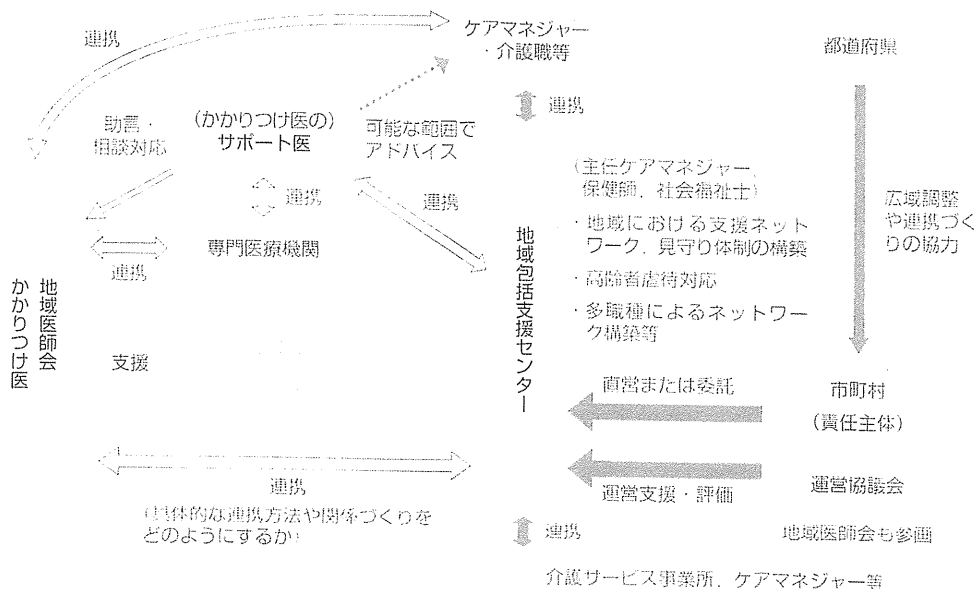 連携
ケアマネジャー
・介護職等
都道府県
連携
助言・
相談対応
(かかりつけ医の)
サポート医
可能な範囲で
アドバイス
連携
連携
(主任ケアマネジャー、
保健師、社会福祉士)
・地域における支援ネット
ワーク、見守り体制の構築
・高齢者虐待対応
・多職種によるネットワー
ク構築等
広域調整
や連携づく
りの協力
専門医療機関
連携
地域医師会
かかりつけ医
支援
地域包括支援センター
直営または委託
市町村
(責任主体)
連携
(具体的な連携方法や関係づくりを
どのようにするか)
運営支援・評価
運営協議会
連携
地域医師会も参画
介護サービス事業所、ケアマネジャー等